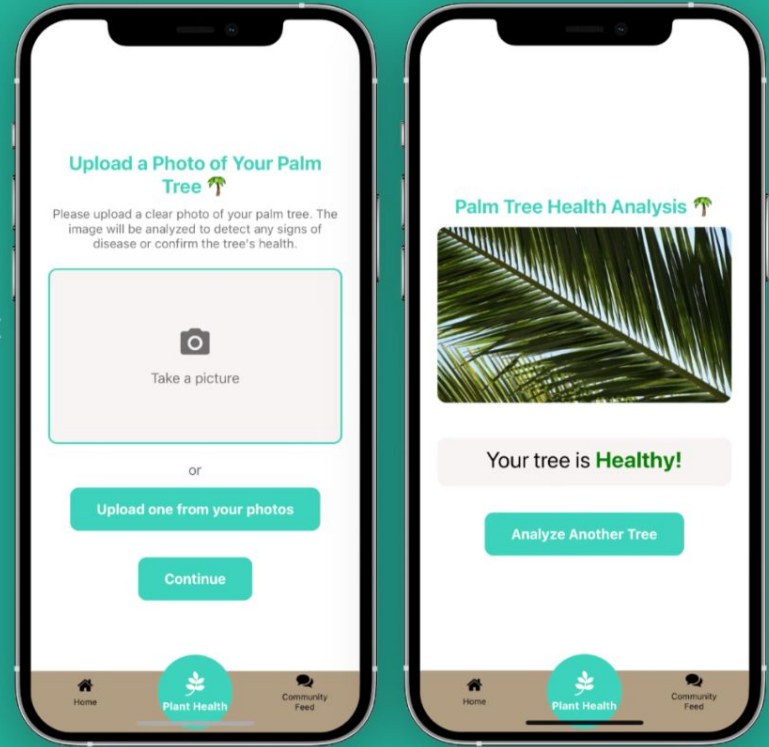 Upload a Photo of Your Palm
Tree 🌴
Please upload a clear photo of your palm tree. The
image will be analyzed to detect any signs of
disease or confirm the tree's health.
Take a picture
or
Upload one from your photos
Continue
Home
Plant Health
Community
Feed
Palm Tree Health Analysis 🌴
Your tree is Healthy!
Analyze Another Tree
Home
Plant Health
Community
Feed